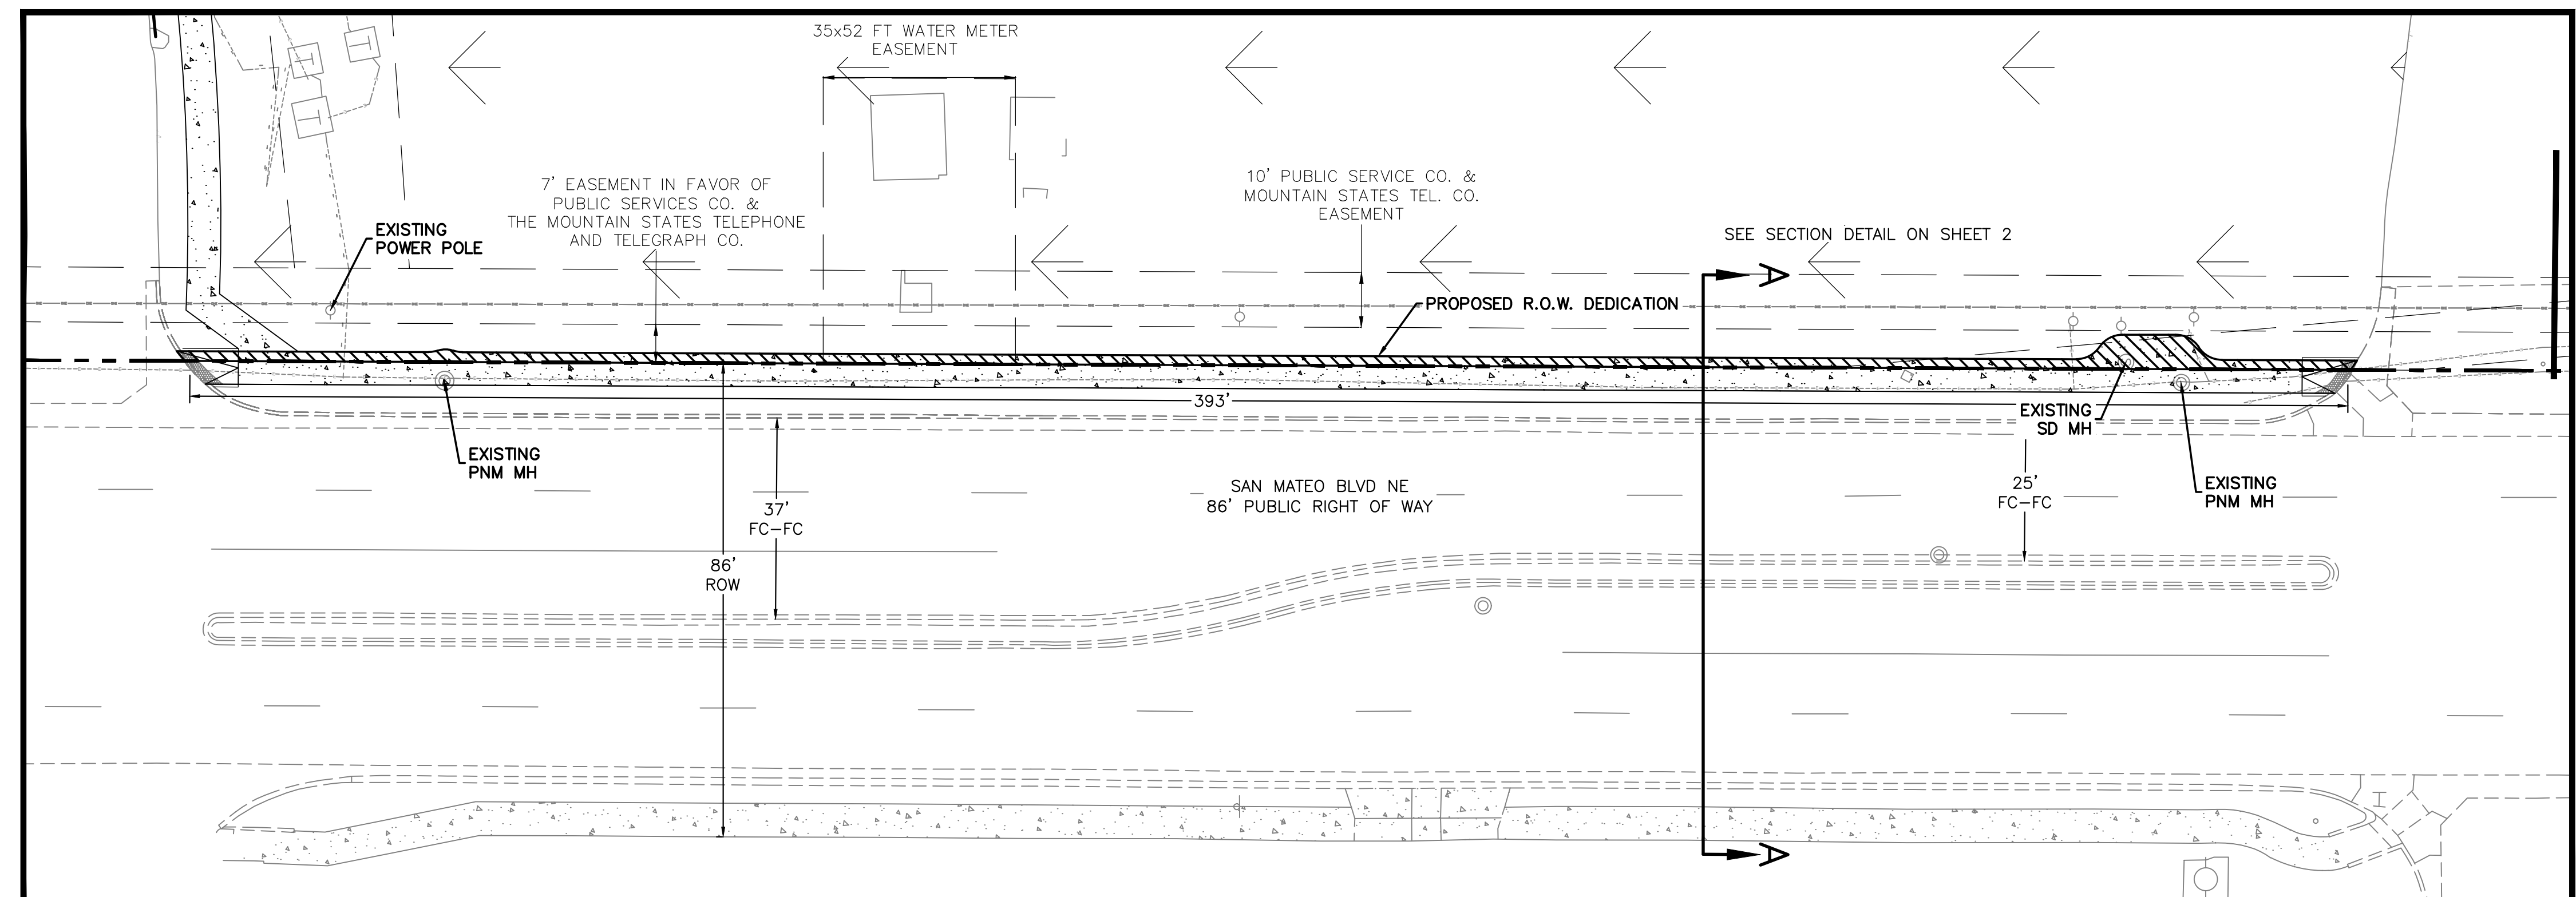 35x52 FT WATER METER
EASEMENT
7' EASEMENT IN FAVOR OF
PUBLIC SERVICES CO. &
THE MOUNTAIN STATES TELEPHONE
AND TELEGRAPH CO.
10' PUBLIC SERVICE CO. &
MOUNTAIN STATES TEL. CO.
EASEMENT
EXISTING
POWER POLE
SEE SECTION DETAIL ON SHEET 2
A
PROPOSED R.O.W. DEDICATION
393'
EXISTING
SD MH
EXISTING
PNM MH
SAN MATEO BLVD NE
86' PUBLIC RIGHT OF WAY
25'
FC-FC
EXISTING
PNM MH
37'
FC-FC
86'
ROW
A
T
T
T
T